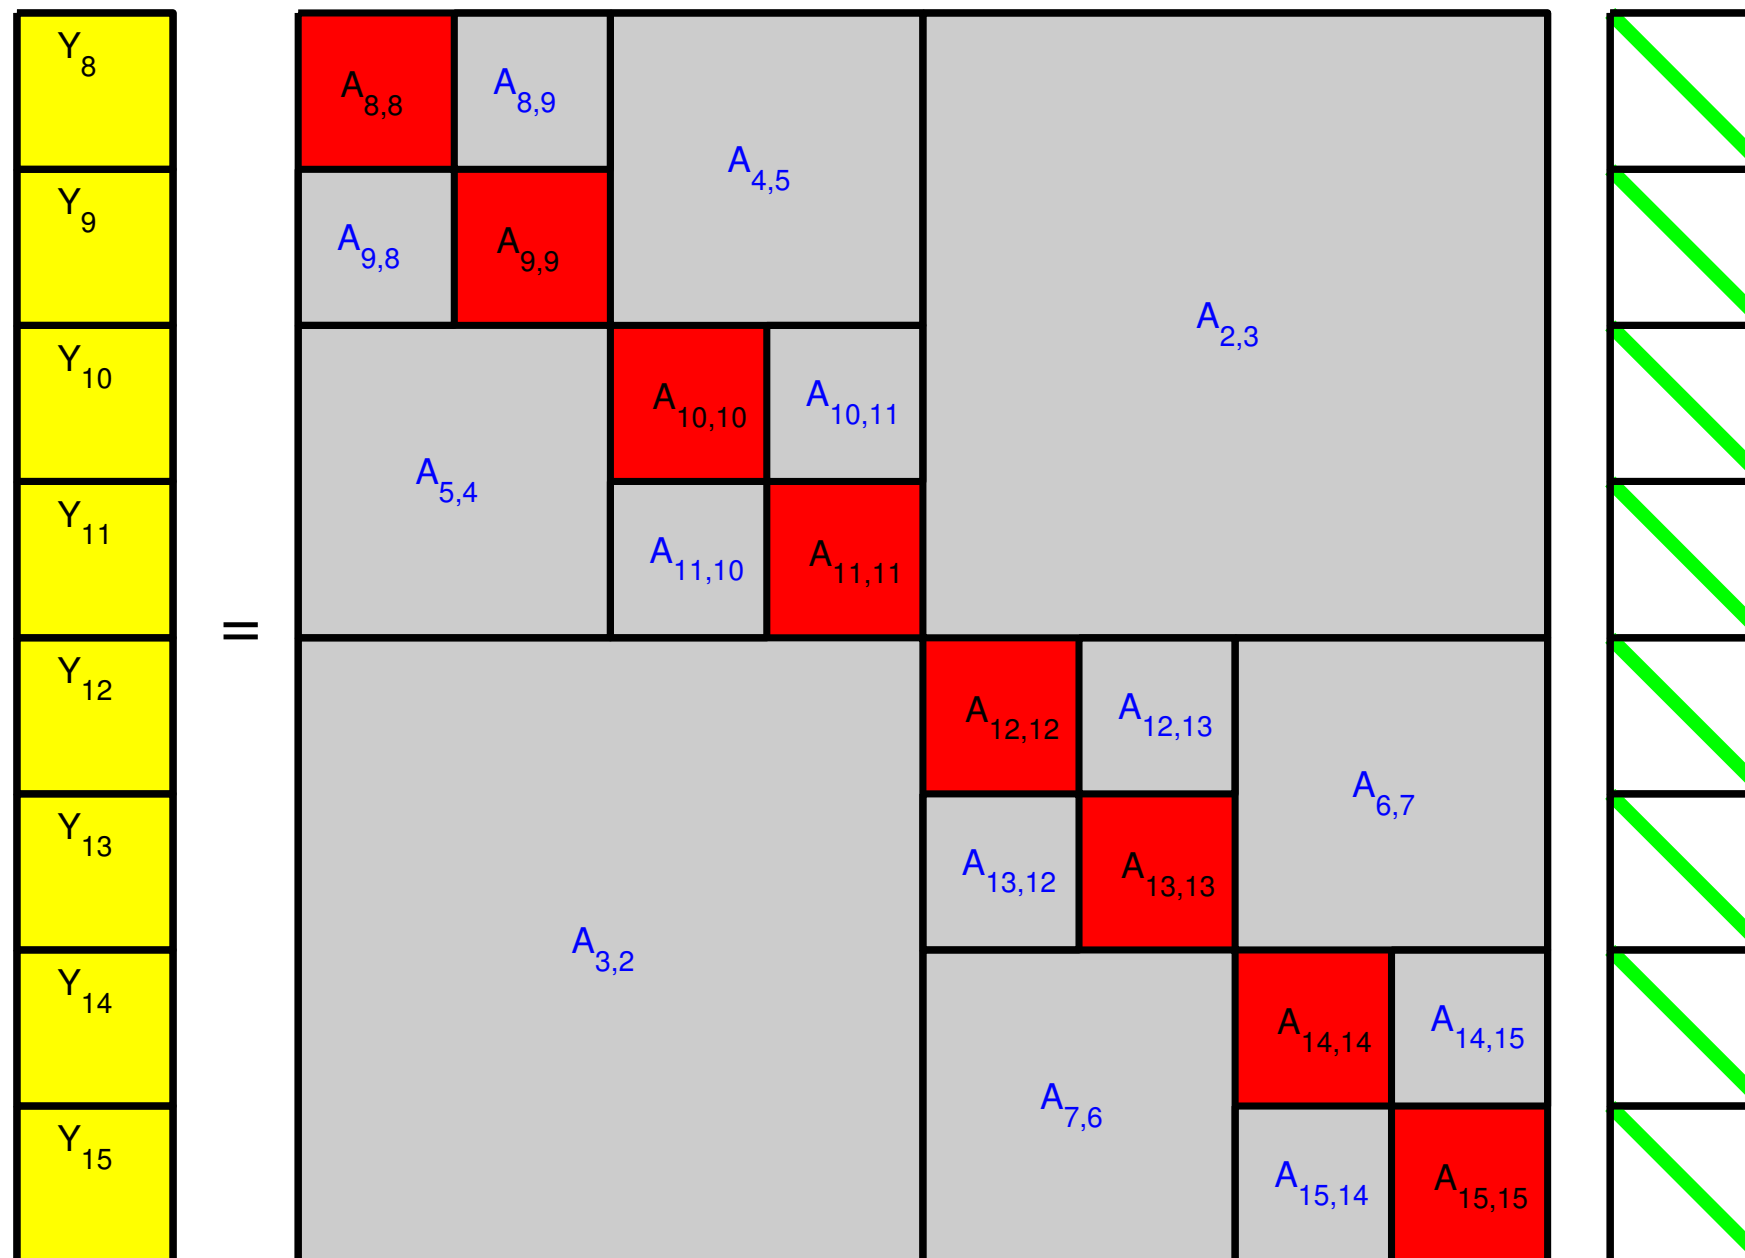 Y8 A8,8 A8,9
A4,5
Y9 A9,8 A9,9
A2,3
Y10 A10,10 A10,11
A5,4
Y11 A11,10 A11,11
=
Y12 A12,12 A12,13
A6,7
Y13 A13,12 A13,13
A3,2
Y14 A14,14 A14,15
A7,6
Y15 A15,14 A15,15